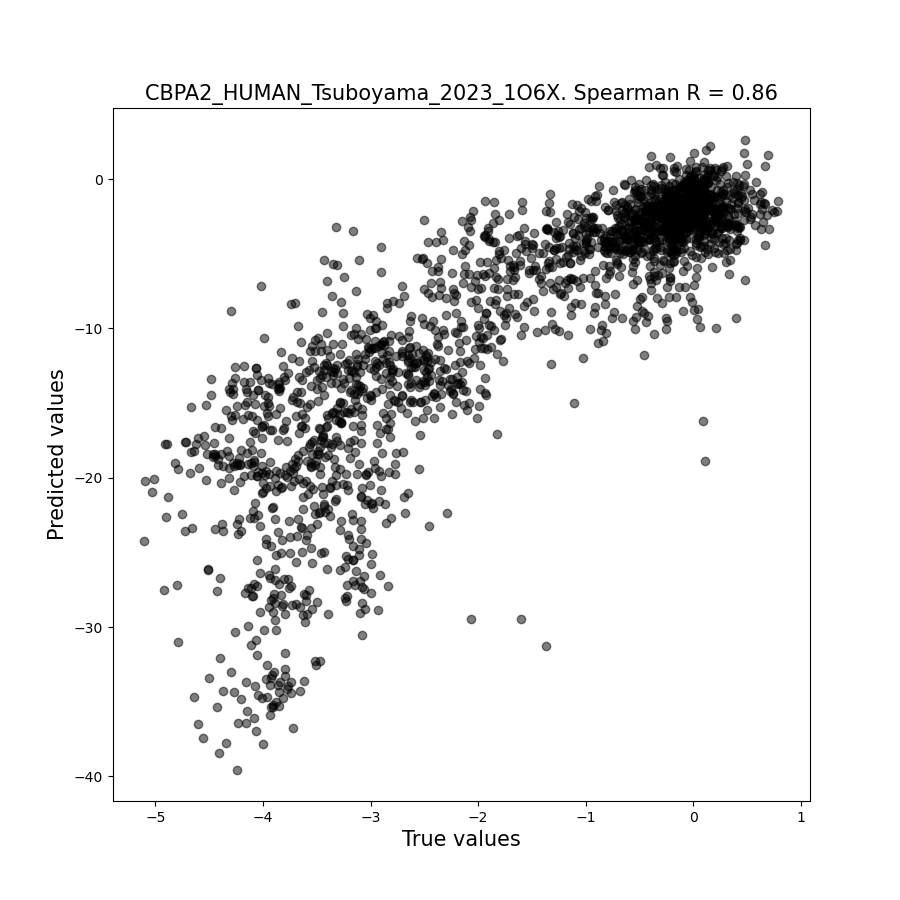 CBPA2_HUMAN_Tsuboyama_2023_1O6X. Spearman R = 0.86
0
−10
−20
−30
−40
Predicted values
−5 −4 −3 −2 −1 0 1
True values